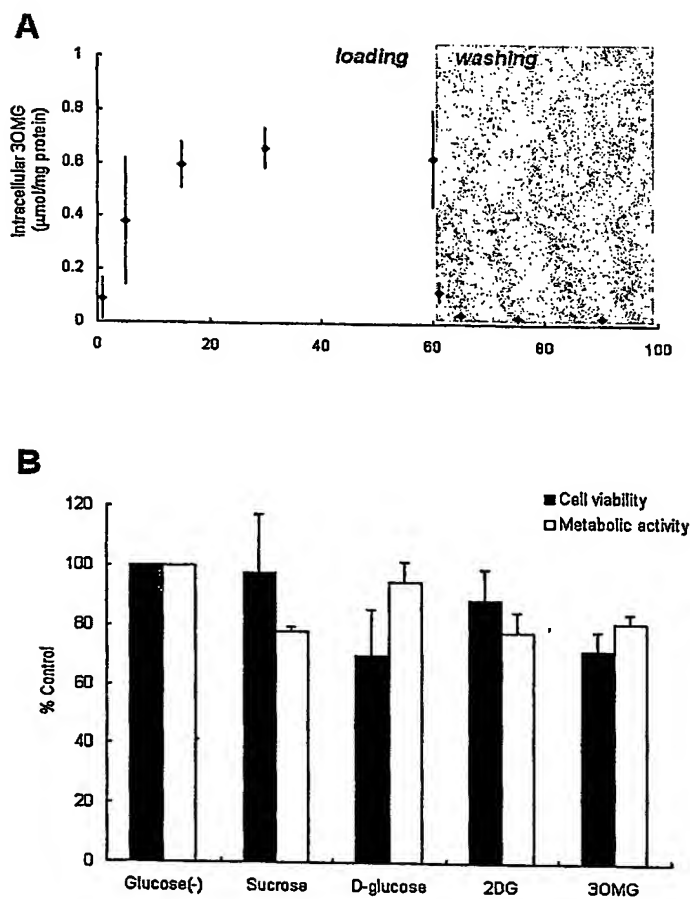 A
loading washing
Intracellular 3OMG
(µmol/mg protein)
1
0.8
0.6
0.4
0.2
0
0 20 40 60 80 100
B
Cell viability
Metabolic activity
% Control
120
100
80
60
40
20
0
Glucose(-) Sucrose D-glucose 2DG 3OMG